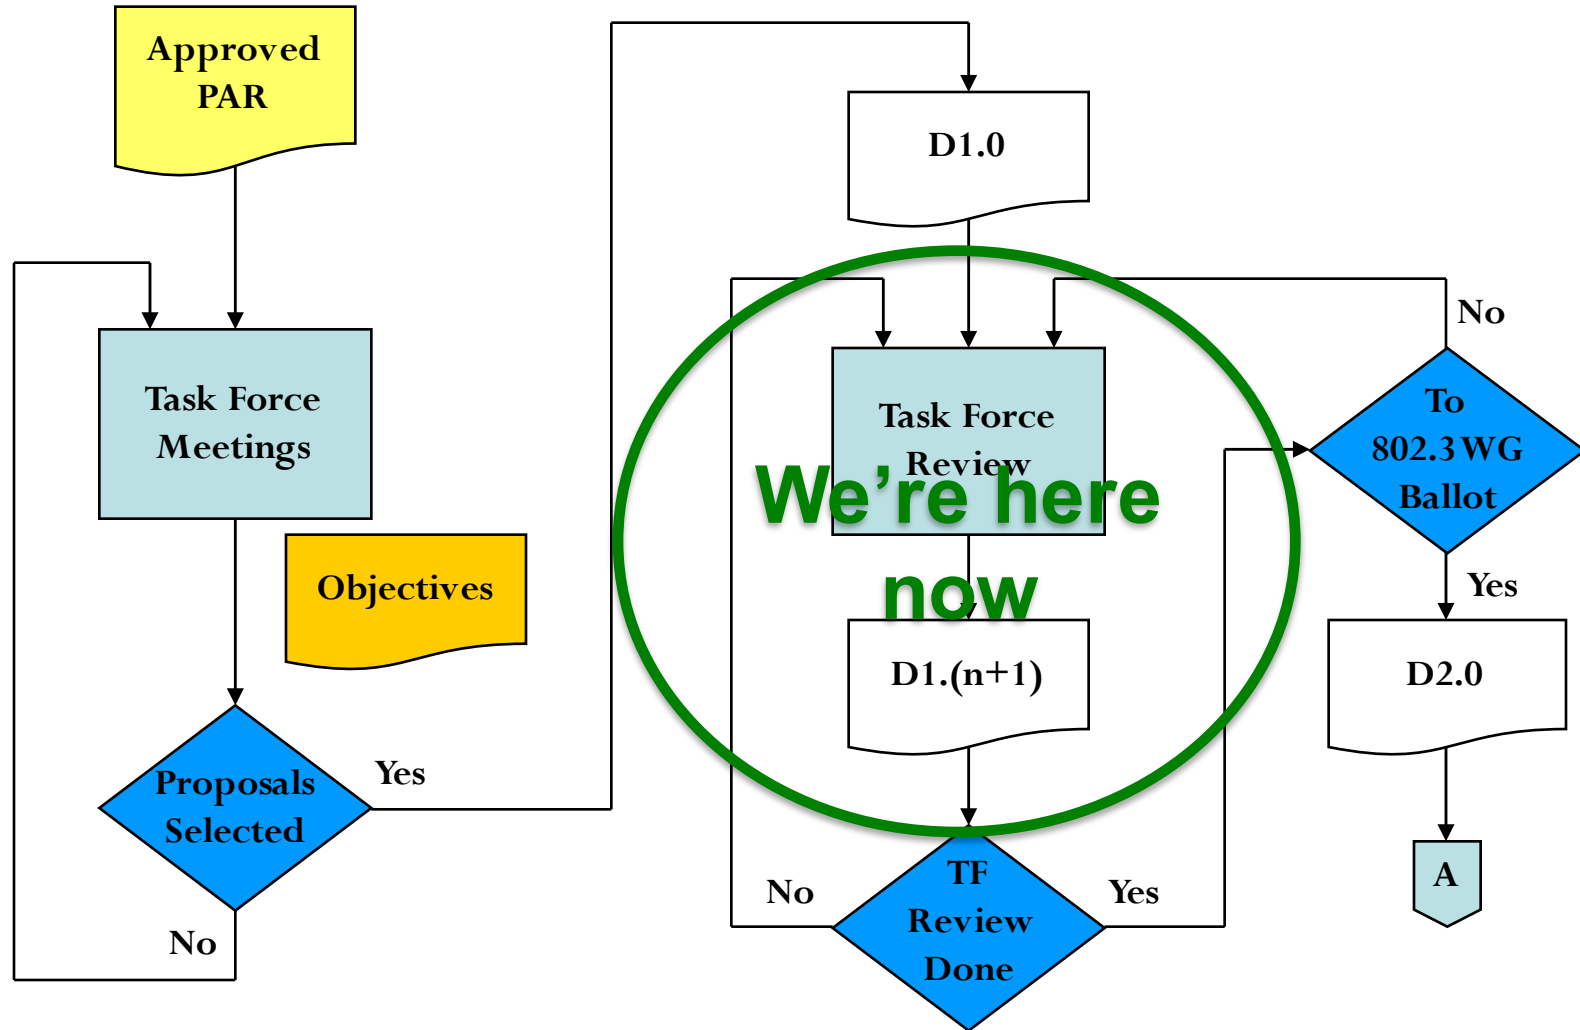 Approved
PAR
Task Force
Meetings
Objectives
Proposals
Selected
Yes
No
D1.0
Task Force
Review
We’re here
now
D1.(n+1)
TF
Review
Done
No
Yes
To
802.3 WG
Ballot
No
Yes
D2.0
A